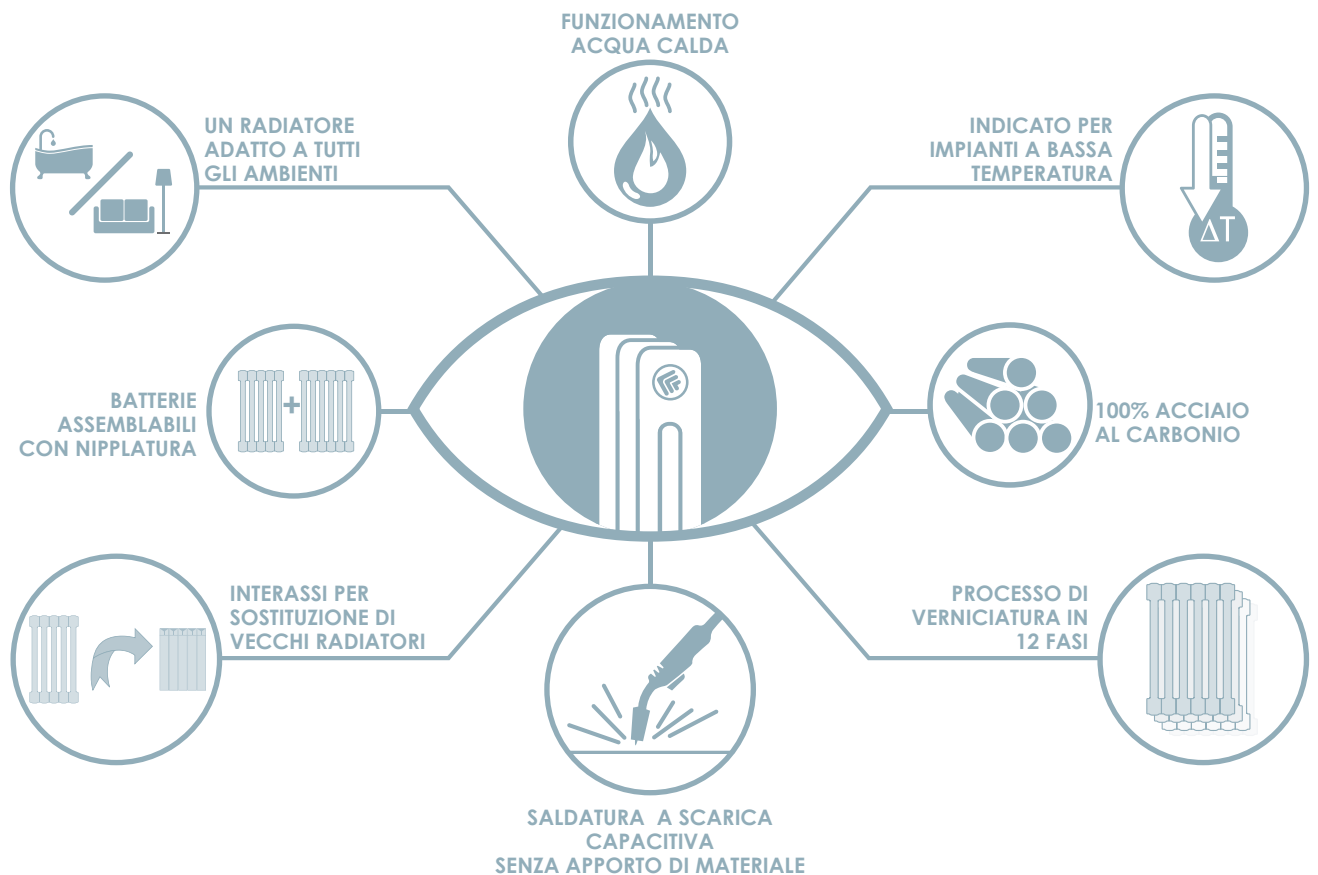 FUNZIONAMENTO
ACQUA CALDA
UN RADIATORE
ADATTO A TUTTI
GLI AMBIENTI
INDICATO PER
IMPIANTI A BASSA
TEMPERATURA
ΔT
BATTERIE
ASSEMBLABILI
CON NIPPLATURA
+
100% ACCIAIO
AL CARBONIO
INTERASSI PER
SOSTITUZIONE DI
VECCHI RADIATORI
PROCESSO DI
VERNICIATURA IN
12 FASI
SALDATURA A SCARICA
CAPACITIVA
SENZA APPORTO DI MATERIALE